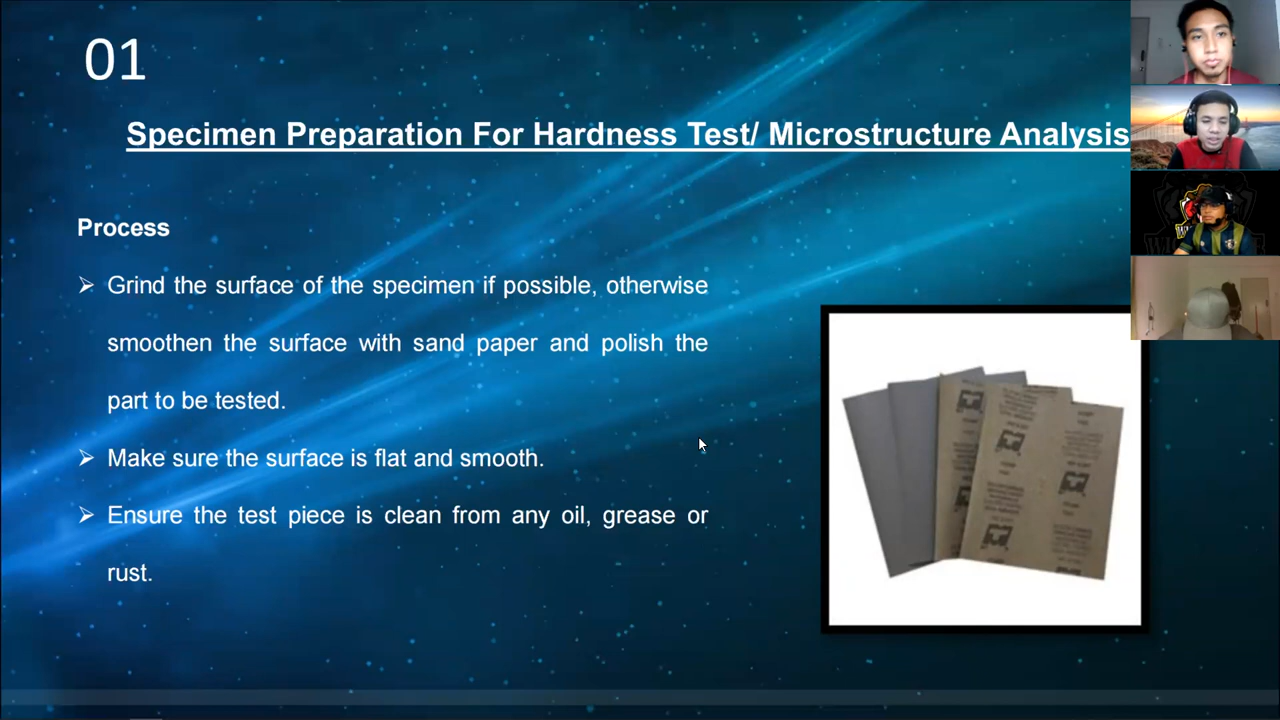 01
Specimen Preparation For Hardness Test/ Microstructure Analysis
Process
➢ Grind the surface of the specimen if possible, otherwise
smoothen the surface with sand paper and polish the
part to be tested.
➢ Make sure the surface is flat and smooth.
➢ Ensure the test piece is clean from any oil, grease or
rust.